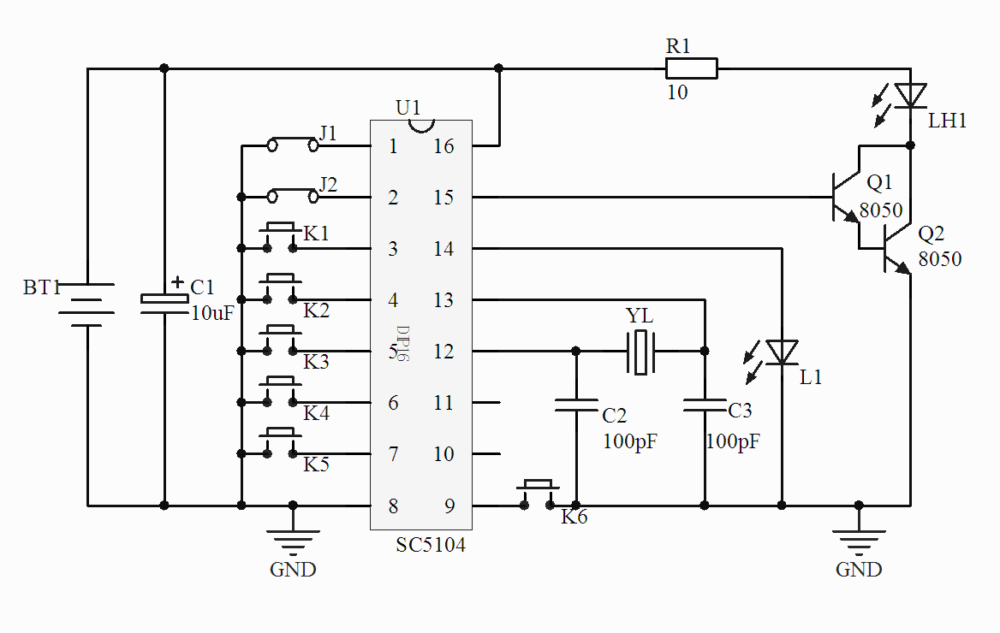 R1
10
LH1
U1
J1
1
16
J2
2
15
Q1
8050
K1
3
14
Q2
8050
BT1
+
C1
10uF
K2
4
13
YL
DIP16
K3
5
12
L1
K4
6
11
C2
100pF
C3
100pF
K5
7
10
8
9
K6
SC5104
GND
GND